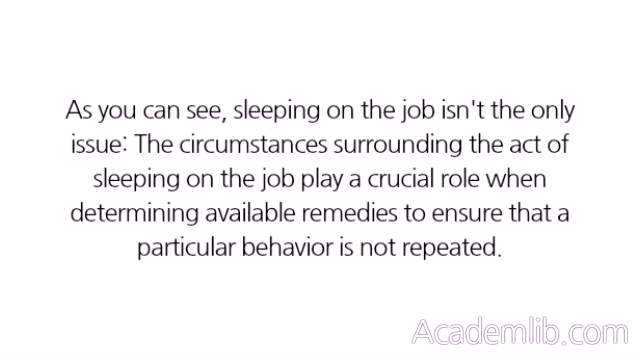 As you can see, sleeping on the job isn't the only
issue: The circumstances surrounding the act of
sleeping on the job play a crucial role when
determining available remedies to ensure that a
particular behavior is not repeated.
Academlib.com